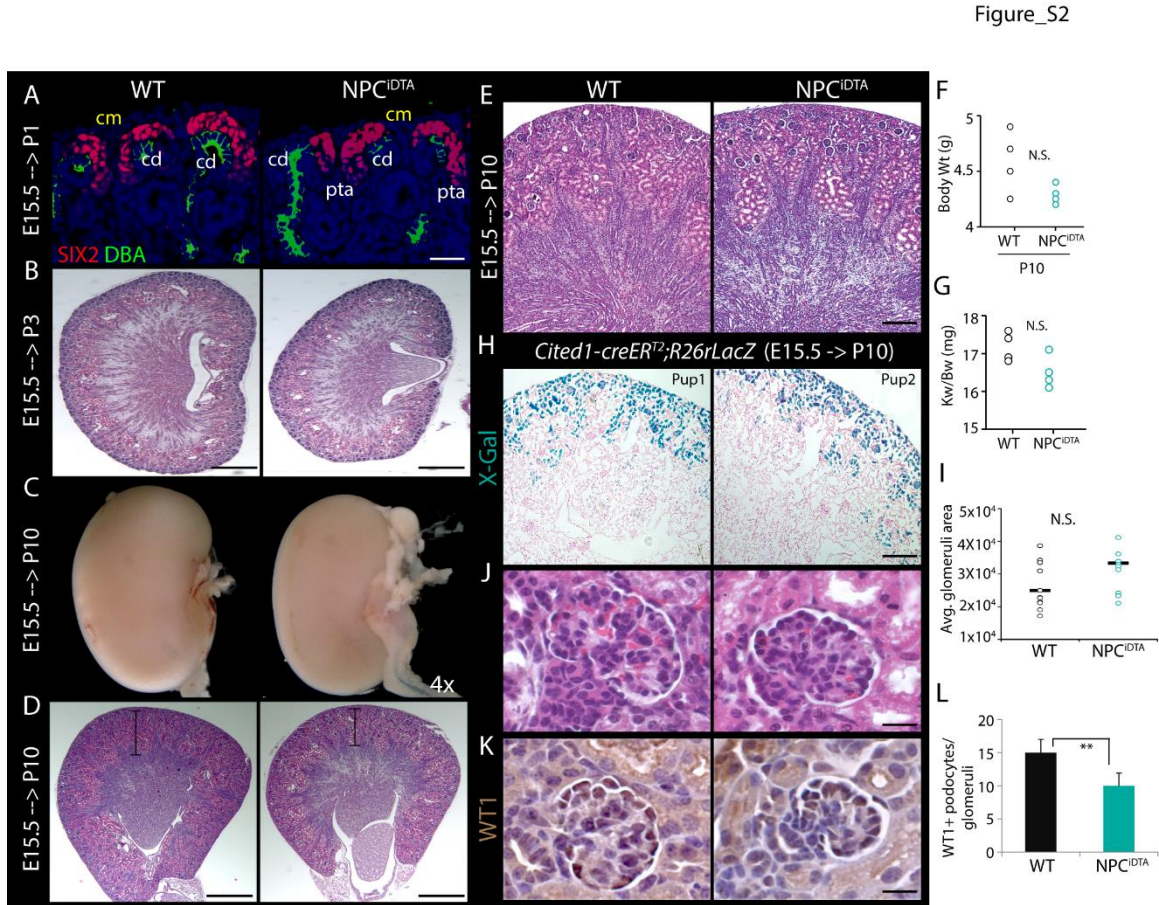 Figure_S2
A
WT
NPCiDTA
E15.5 --> P1
cm
cm
cd
cd
cd
cd
pta
pta
SIX2 DBA
B
E15.5 --> P3
C
E15.5 --> P10
4x
D
E15.5 --> P10
E
WT
NPCiDTA
E15.5 --> P10
H
Cited1-creERT2;R26rLacZ (E15.5 -> P10)
Pup1
Pup2
X-Gal
J
K
WT1
F
Body Wt (g)
5
4.5
4
N.S.
WT
NPCiDTA
P10
G
Kw/Bw (mg)
18
17
16
15
N.S.
WT
NPCiDTA
I
Avg. glomeruli area
5x10⁴
4X10⁴
3x10⁴
2x10⁴
1x10⁴
N.S.
WT
NPCiDTA
L
WT1+ podocytes/
glomeruli
20
15
10
5
0
**
WT
NPCiDTA